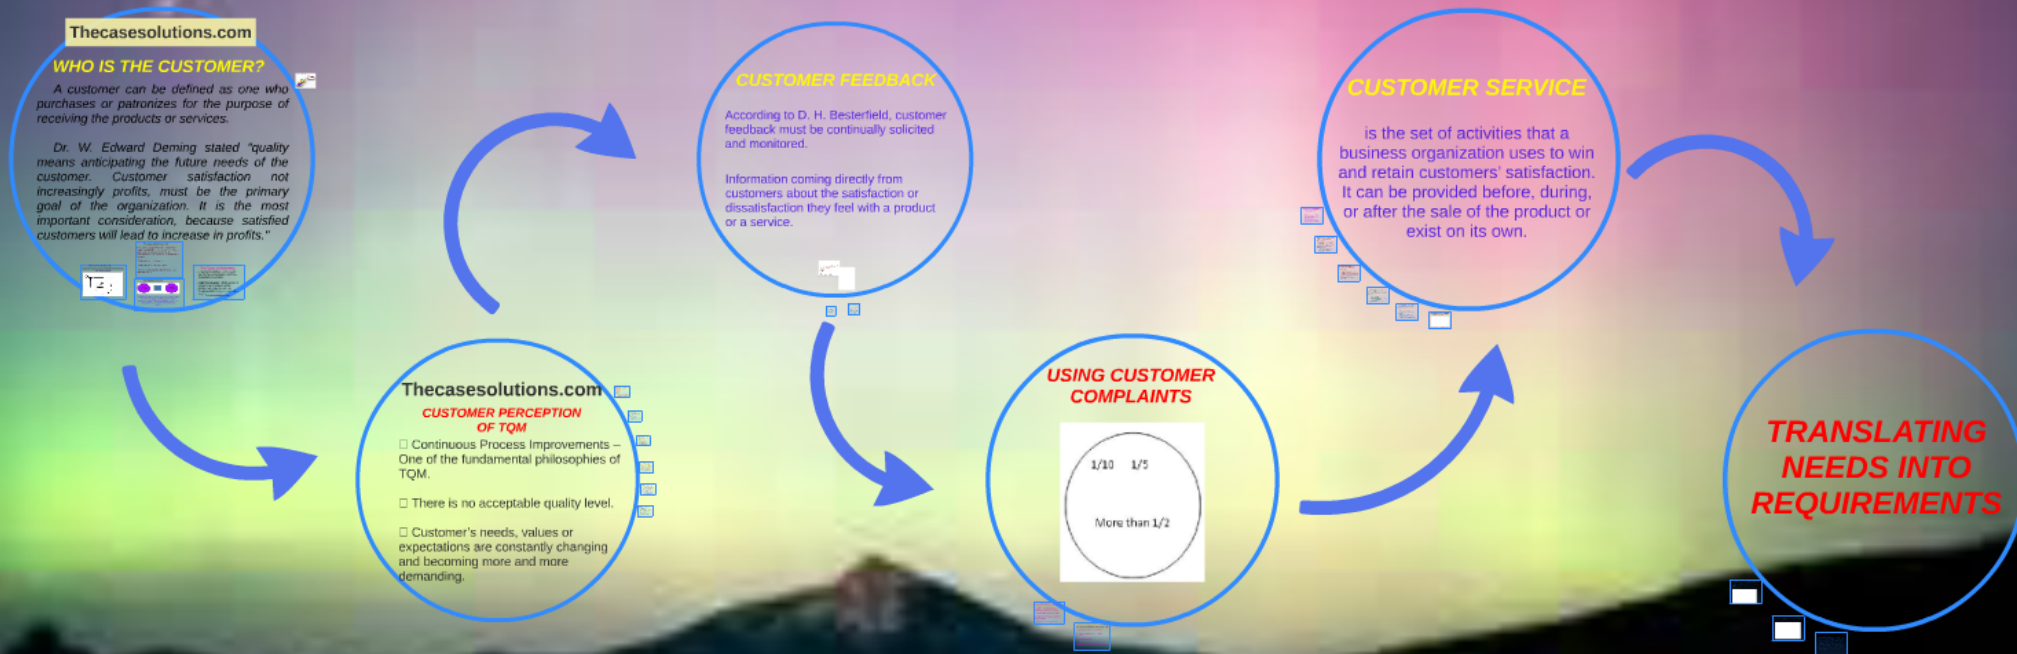 Thecasesolutions.com
WHO IS THE CUSTOMER?
A customer can be defined as one who
purchases or patronizes for the purpose of
receiving the products or services.
Dr. W. Edward Deming stated "quality
means anticipating the future needs of the
customer. Customer satisfaction not
increasingly profits, must be the primary
goal of the organization. It is the most
important consideration, because satisfied
customers will lead to increase in profits."
Thecasesolutions.com
CUSTOMER PERCEPTION
OF TQM
□ Continuous Process Improvements –
One of the fundamental philosophies of
TQM.
□ There is no acceptable quality level.
□ Customer's needs, values or
expectations are constantly changing
and becoming more and more
demanding.
CUSTOMER FEEDBACK
According to D. H. Besterfield, customer
feedback must be continually solicited
and monitored.
Information coming directly from
customers about the satisfaction or
dissatisfaction they feel with a product
or a service.
USING CUSTOMER
COMPLAINTS
1/10 1/5
More than 1/2
CUSTOMER SERVICE
is the set of activities that a
business organization uses to win
and retain customers' satisfaction.
It can be provided before, during,
or after the sale of the product or
exist on its own.
TRANSLATING
NEEDS INTO
REQUIREMENTS